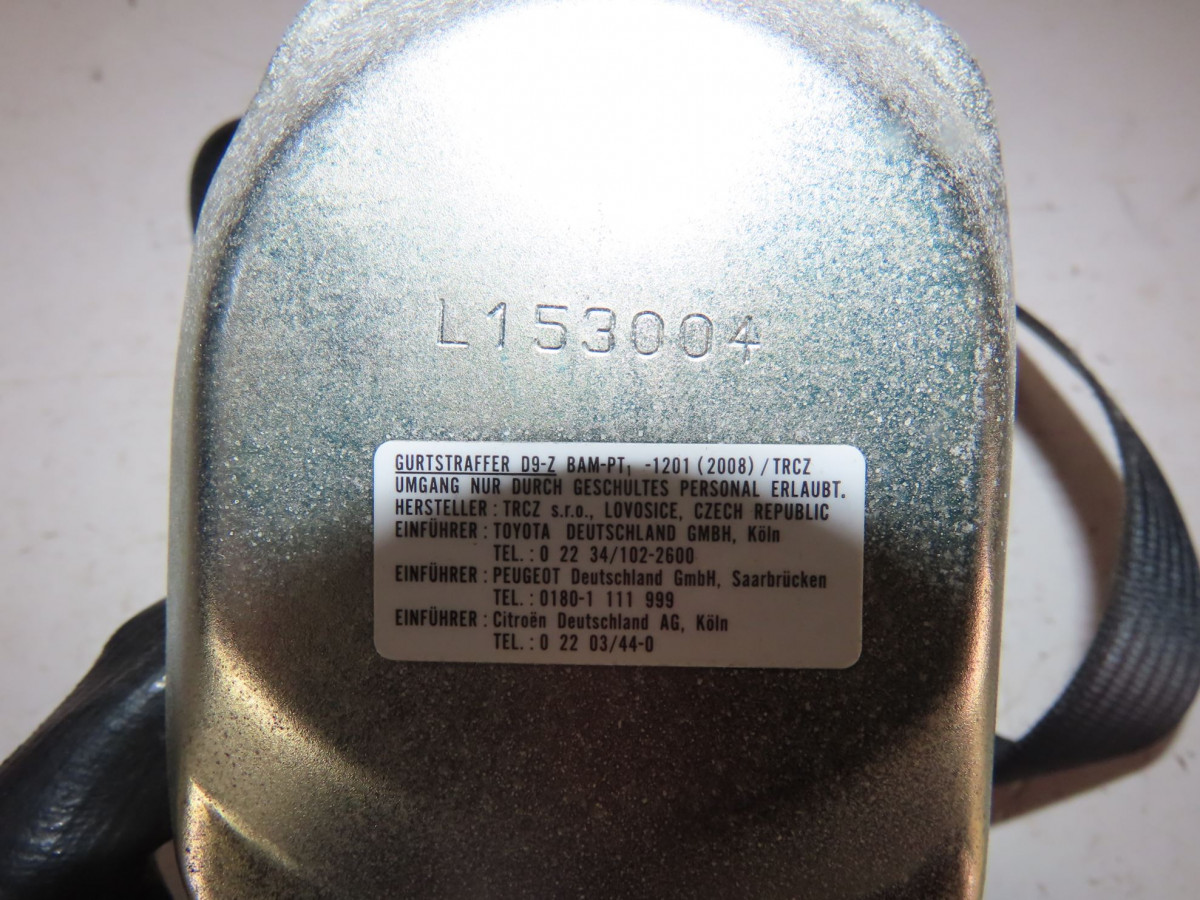 L153004
GURTSTRAFFER D9-Z BAM-PT₁ -1201 (2008) / TRCZ
UMGANG NUR DURCH GESCHULTES PERSONAL ERLAUBT.
HERSTELLER : TRCZ s.r.o., LOVOSICE, CZECH REPUBLIC
EINFÜHRER : TOYOTA DEUTSCHLAND GMBH, Köln
TEL. : 0 22 34/102-2600
EINFÜHRER : PEUGEOT Deutschland GmbH, Saarbrücken
TEL. : 0180-1 111 999
EINFÜHRER : Citroën Deutschland AG, Köln
TEL. : 0 22 03/44-0